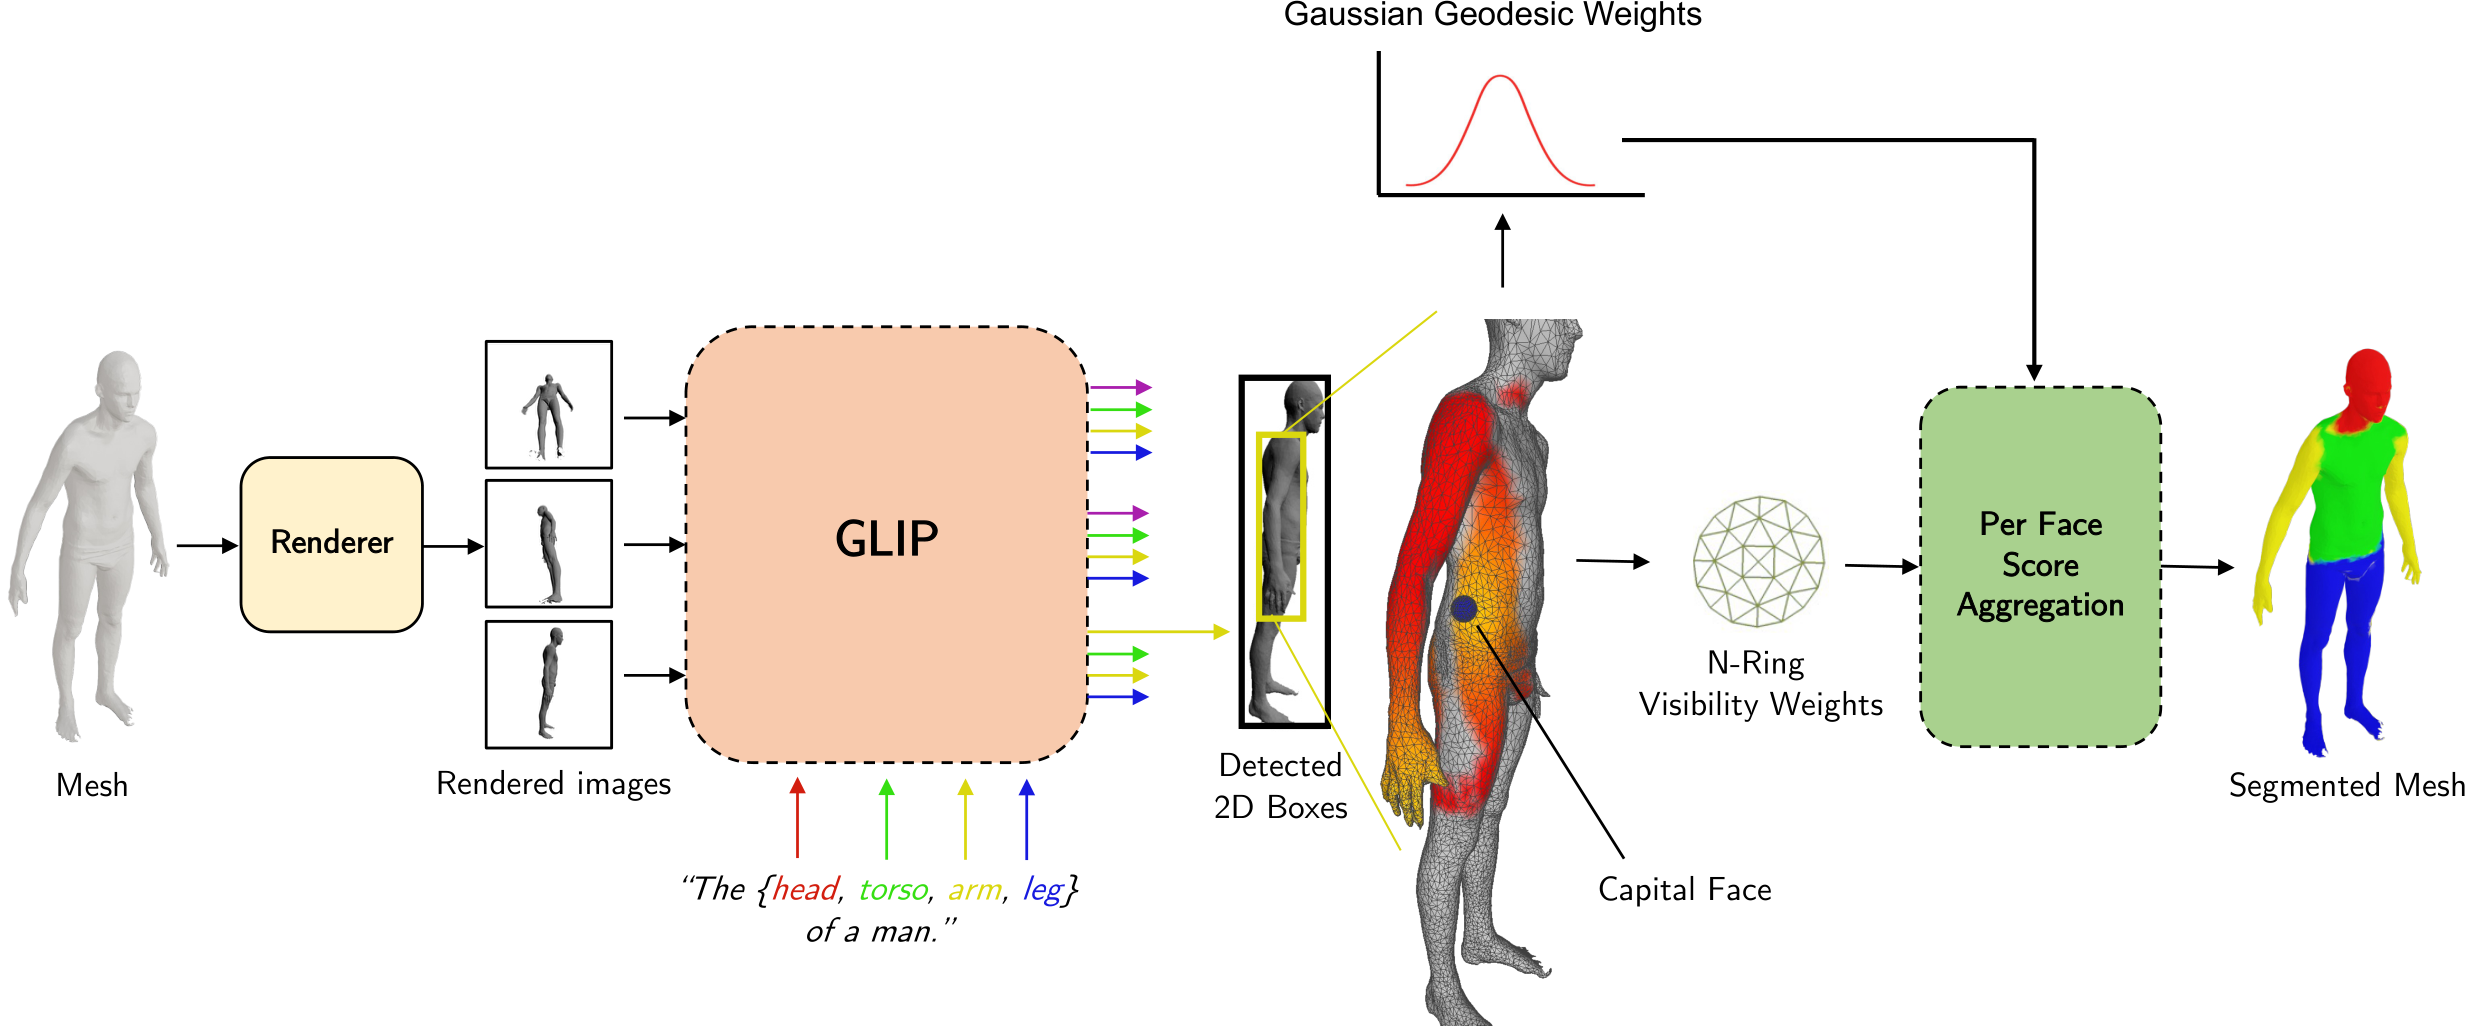 Gaussian Geodesic Weights
Renderer
GLIP
Per Face
Score
Aggregation
N-Ring
Visibility Weights
Mesh
Rendered images
Detected
2D Boxes
Segmented Mesh
“The {head, torso, arm, leg}
of a man.”
Capital Face